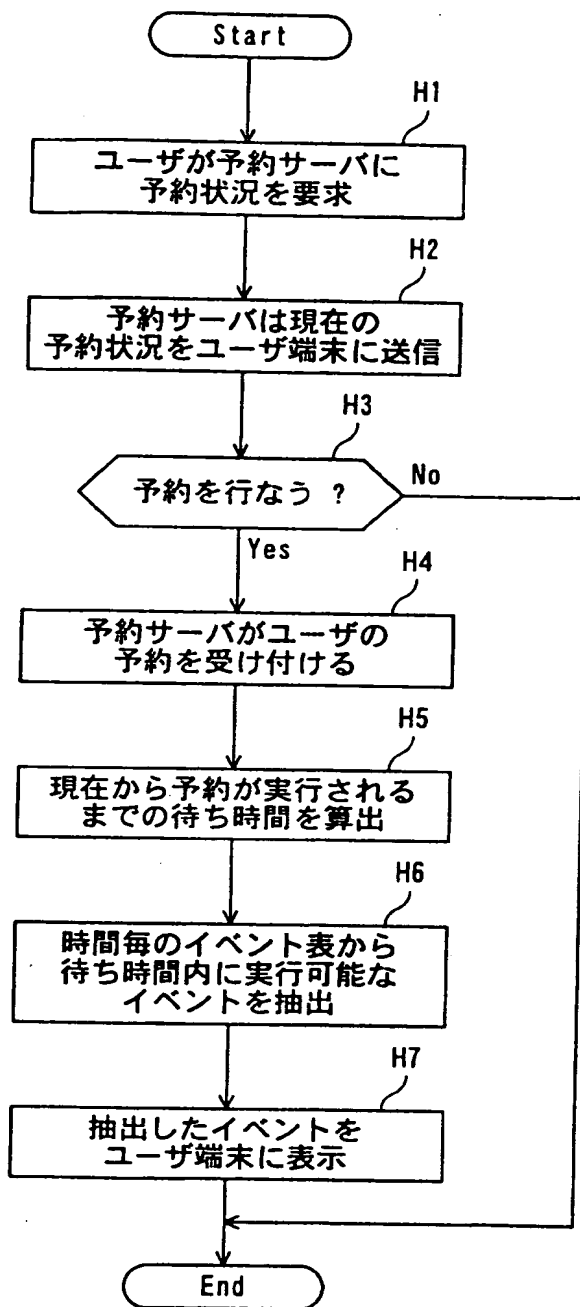 Start
H1
ユーザが予約サーバに
予約状況を要求
H2
予約サーバは現在の
予約状況をユーザ端末に送信
H3
予約を行なう ?
No
Yes
H4
予約サーバがユーザの
予約を受け付ける
H5
現在から予約が実行される
までの待ち時間を算出
H6
時間毎のイベント表から
待ち時間内に実行可能な
イベントを抽出
H7
抽出したイベントを
ユーザ端末に表示
End